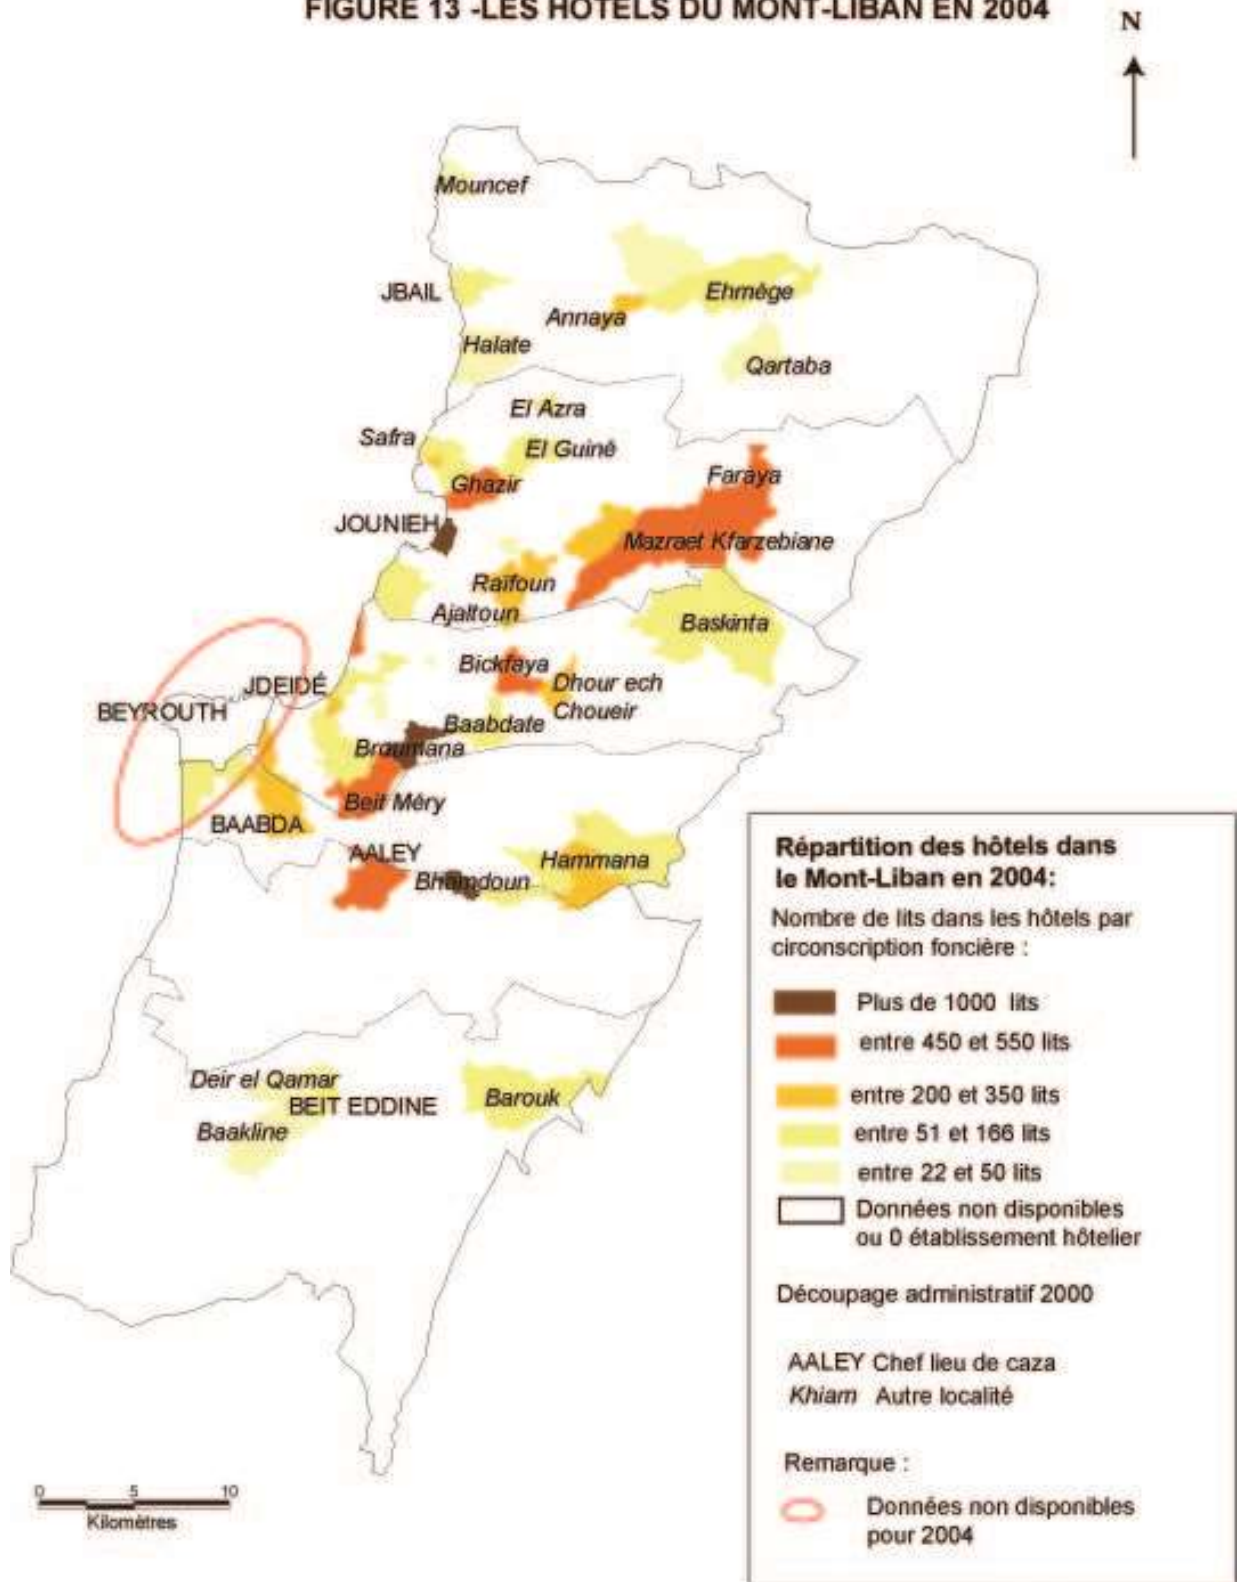 FIGURE 13 -LES HÔTELS DU MONT-LIBAN EN 2004
N
Mouncef
JBAIL
Ehmége
Annaya
Halate
Qartaba
El Azra
Safra
El Guiné
Ghazir
Faraya
JOUNIEH
Mazraet Kfarzebiane
Raïfoun
Ajaltoun
Baskinta
Bickfaya
JDEIDÉ
Dhour ech
Choueir
BEYROUTH
Baabdate
Broumana
Beit Méry
BAABDA
AALEY
Hammana
Bhamdoun
Deir el Qamar
BEIT EDDINE
Barouk
Baakline
0 5 10
Kilomètres
Répartition des hôtels dans
le Mont-Liban en 2004:
Nombre de lits dans les hôtels par
circonscription foncière :
Plus de 1000 lits
entre 450 et 550 lits
entre 200 et 350 lits
entre 51 et 166 lits
entre 22 et 50 lits
Données non disponibles
ou 0 établissement hôtelier
Découpage administratif 2000
AALEY Chef lieu de caza
Khiam Autre localité
Remarque :
Données non disponibles
pour 2004